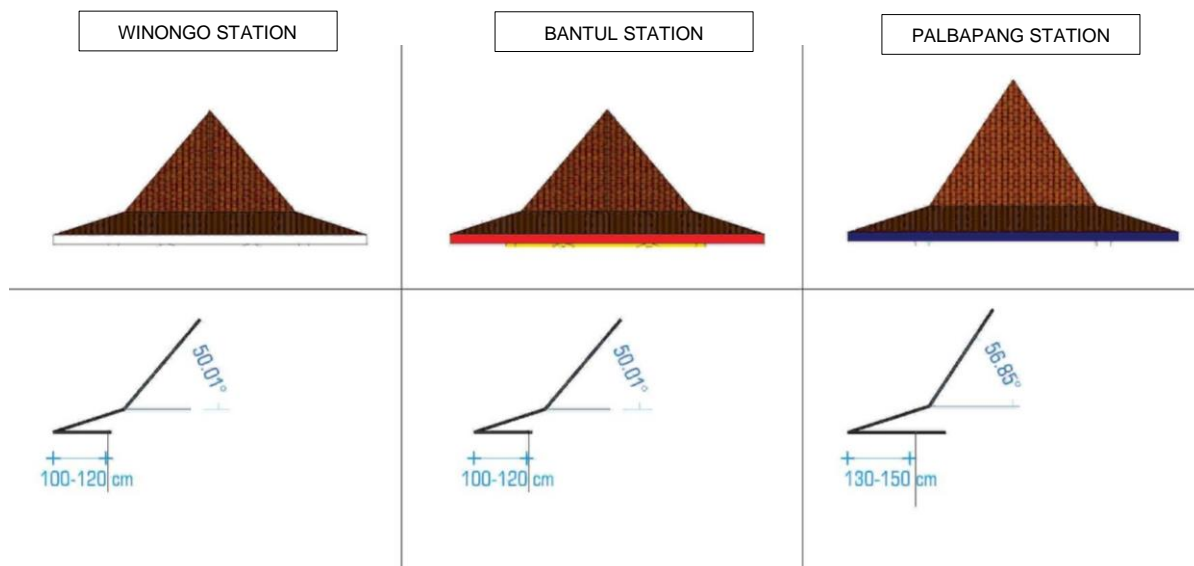 WINONGO STATION
BANTUL STATION
PALBAPANG STATION
50.01°
100-120 cm
50.01°
100-120 cm
56.85°
130-150 cm